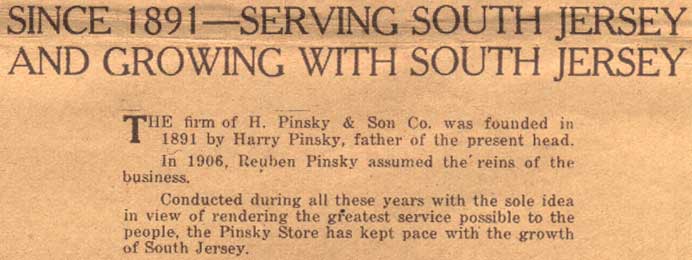 SINCE 1891—SERVING SOUTH JERSEY
AND GROWING WITH SOUTH JERSEY
THE firm of H. Pinsky & Son Co. was founded in
1891 by Harry Pinsky, father of the present head.
In 1906, Reuben Pinsky assumed the reins of the
business.
Conducted during all these years with the sole idea
in view of rendering the greatest service possible to the
people, the Pinsky Store has kept pace with the growth
of South Jersey.